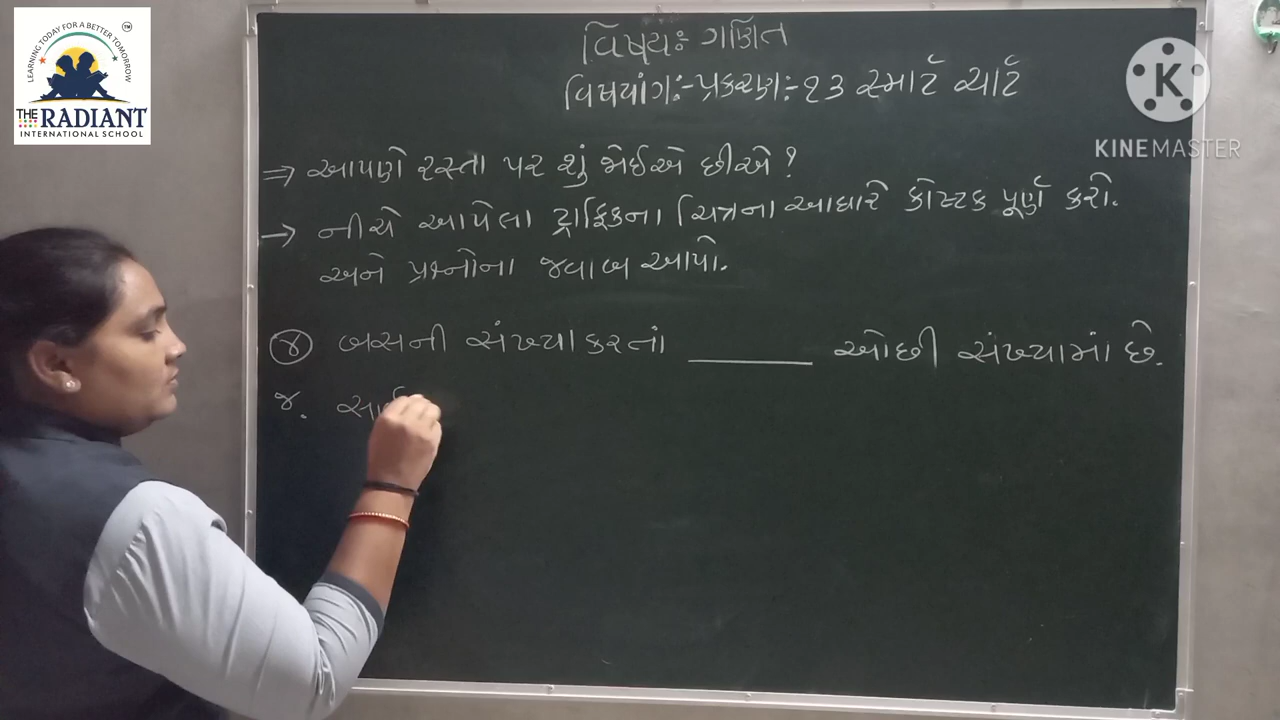 LEARNING TODAY FOR A BETTER TOMORROW
TM
THE RADIANT
INTERNATIONAL SCHOOL
K
KINEMASTER
વિષયઃ ગણિત
વિષયાંગઃ-પ્રકરણઃ-૧૩ સ્માર્ટ ચાર્ટ
⇒ આપણે રસ્તા પર શું જોઈએ છીએ ?
→ નીચે આપેલા ટ્રાફિકના ચિત્રના આધારે કોષ્ટક પૂર્ણ કરો.
અને પ્રશ્નોના જવાબ આપો.
૪ બસની સંખ્યા કરતાં ______ ઓછી સંખ્યામાં છે.
જ.